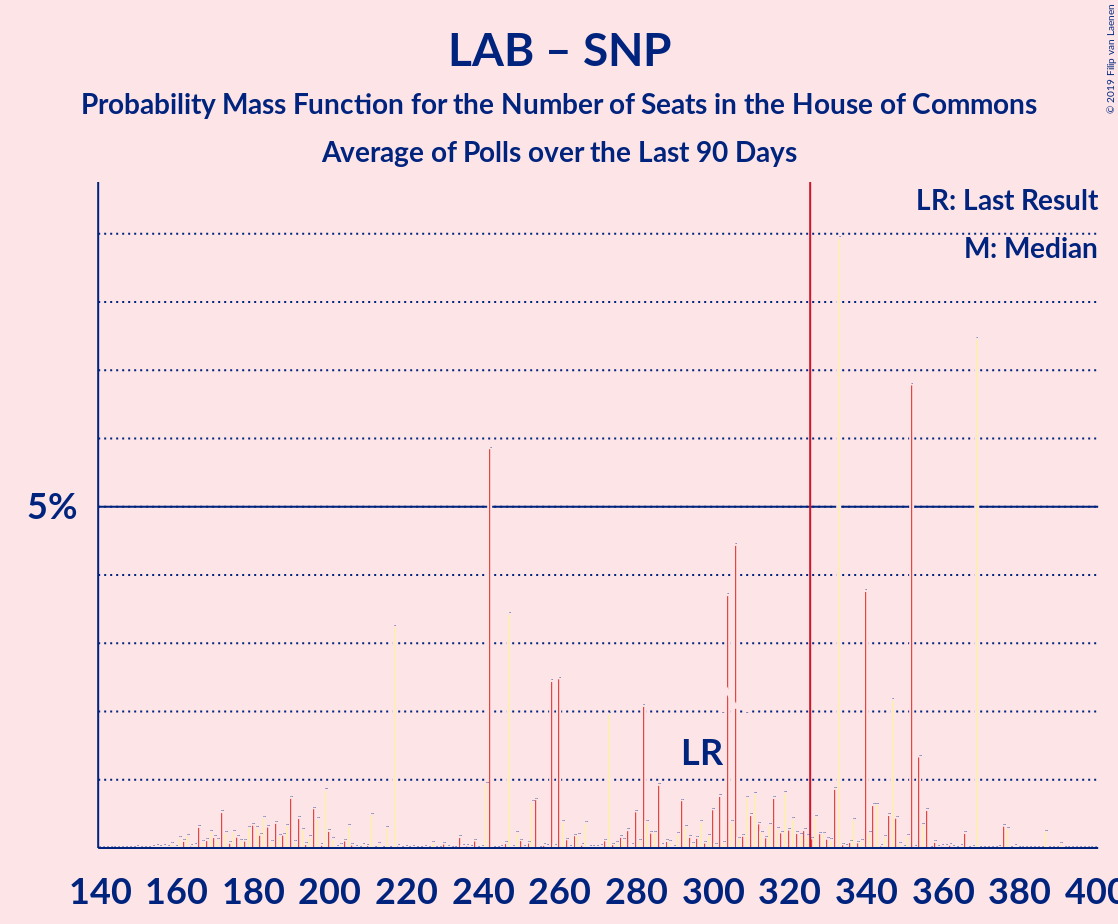 LAB – SNP
Probability Mass Function for the Number of Seats in the House of Commons
Average of Polls over the Last 90 Days
© 2019 Filip van Laenen
LR: Last Result
M: Median
5%
LR
140 160 180 200 220 240 260 280 300 320 340 360 380 400